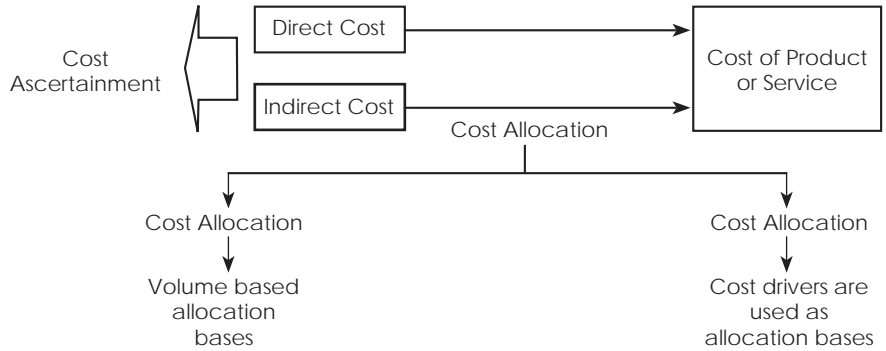 Cost
Ascertainment
Direct Cost
Indirect Cost
Cost of Product
or Service
Cost Allocation
Cost Allocation
Volume based
allocation
bases
Cost Allocation
Cost drivers are
used as
allocation bases